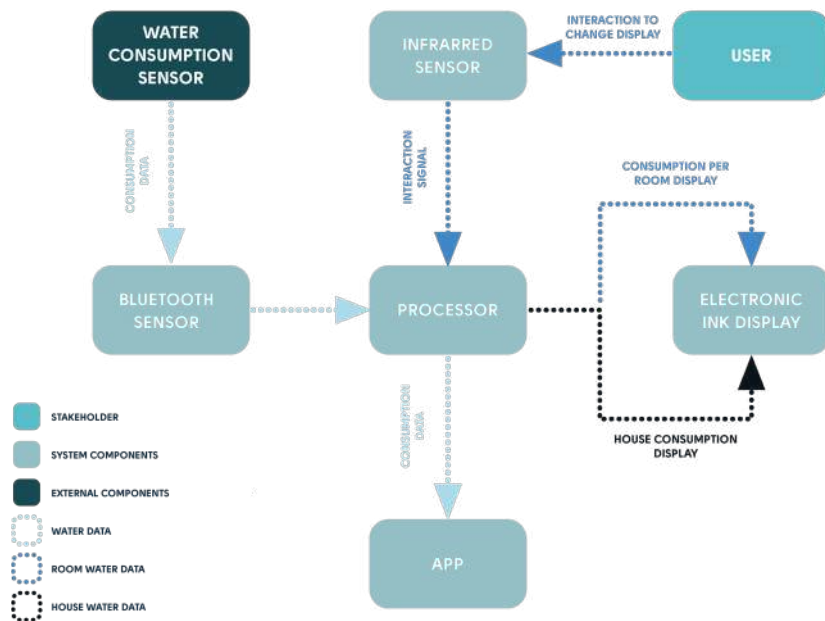 WATER
CONSUMPTION
SENSOR
INFRARRED
SENSOR
INTERACTION TO
CHANGE DISPLAY
USER
CONSUMPTION
DATA
INTERACTION
SIGNAL
CONSUMPTION PER
ROOM DISPLAY
BLUETOOTH
SENSOR
PROCESSOR
ELECTRONIC
INK DISPLAY
CONSUMPTION
DATA
HOUSE CONSUMPTION
DISPLAY
APP
STAKEHOLDER
SYSTEM COMPONENTS
EXTERNAL COMPONENTS
WATER DATA
ROOM WATER DATA
HOUSE WATER DATA